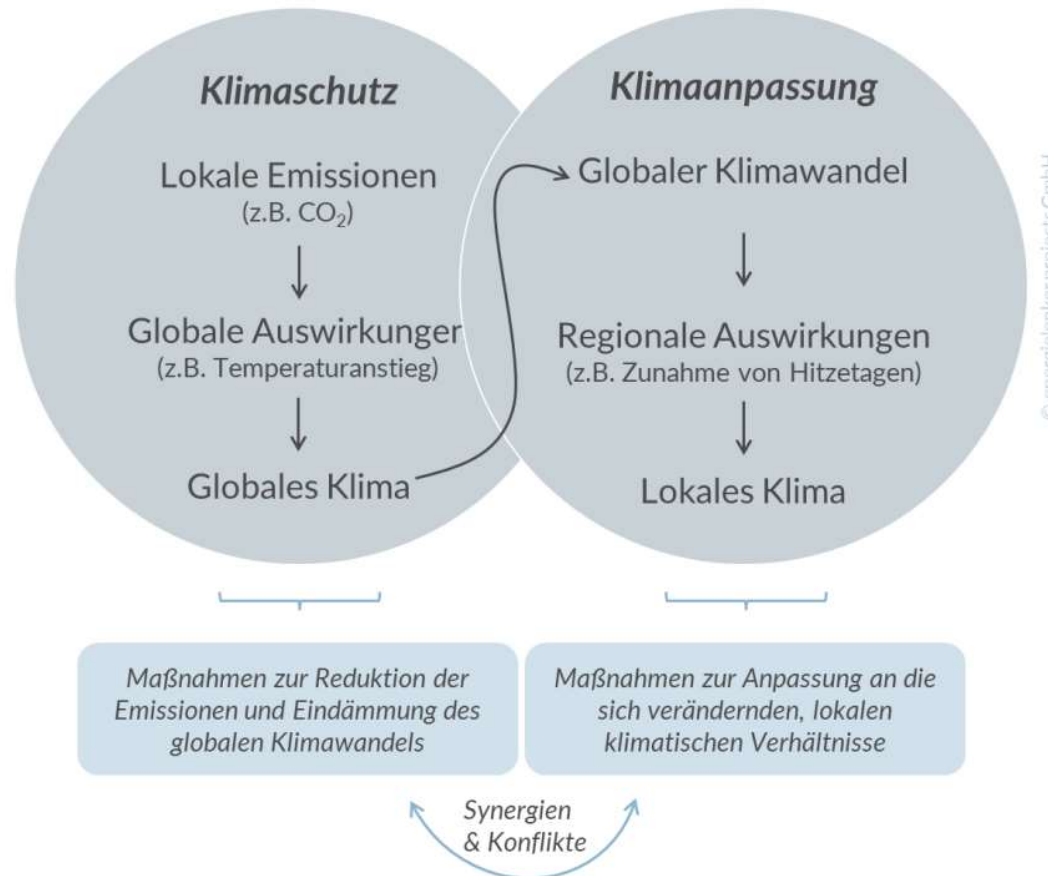 Klimaschutz
Lokale Emissionen
(z.B. CO₂)
Globale Auswirkunger
(z.B. Temperaturanstieg)
Globales Klima
Klimaanpassung
Globaler Klimawandel
Regionale Auswirkungen
(z.B. Zunahme von Hitzetagen)
Lokales Klima
Maßnahmen zur Reduktion der
Emissionen und Eindämmung des
globalen Klimawandels
Maßnahmen zur Anpassung an die
sich verändernden, lokalen
klimatischen Verhältnisse
Synergien
& Konflikte